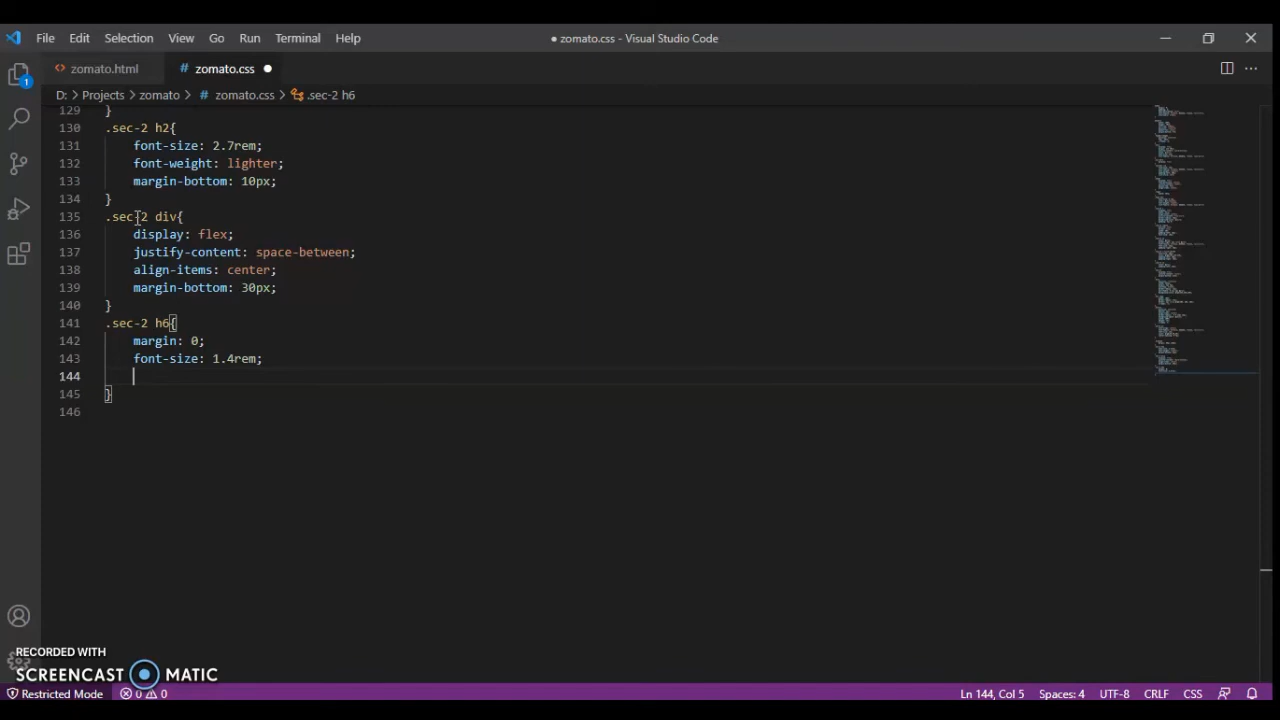 File Edit Selection View Go Run Terminal Help ● zomato.css - Visual Studio Code
zomato.html # zomato.css ●
D: > Projects > zomato > # zomato.css > .sec-2 h6
129 }
130 .sec-2 h2{
131 font-size: 2.7rem;
132 font-weight: lighter;
133 margin-bottom: 10px;
134 }
135 .sec-2 div{
136 display: flex;
137 justify-content: space-between;
138 align-items: center;
139 margin-bottom: 30px;
140 }
141 .sec-2 h6{
142 margin: 0;
143 font-size: 1.4rem;
144
145 }
146
1
RECORDED WITH
SCREENCAST MATIC
Restricted Mode 0 0 Ln 144, Col 5 Spaces: 4 UTF-8 CRLF CSS